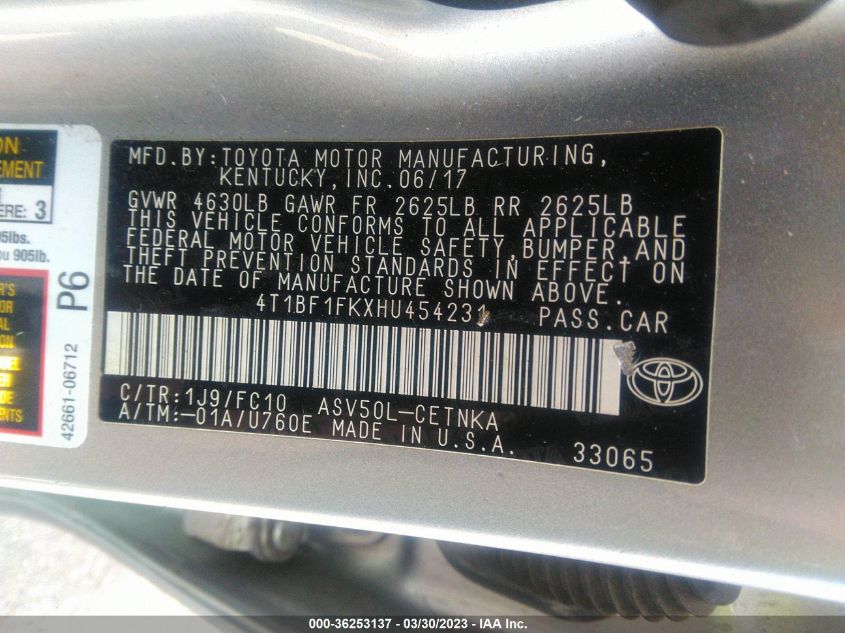 MFD.BY:TOYOTA MOTOR MANUFACTURING,
KENTUCKY,INC.06/17
GVWR 4630LB GAWR FR 2625LB RR 2625LB
THIS VEHICLE CONFORMS TO ALL APPLICABLE
FEDERAL MOTOR VEHICLE SAFETY,BUMPER,AND
THEFT PREVENTION STANDARDS IN EFFECT ON
THE DATE OF MANUFACTURE SHOWN ABOVE.
4T1BF1FKXHU454231 PASS.CAR
C/TR:1J9/FC10 ASV50L-CETNKA
A/TM:-01A/U760E MADE IN U.S.A.
33065
ERE: 3
lbs.
905lb.
P6
42661-06712
000-36253137 - 03/30/2023 - IAA Inc.